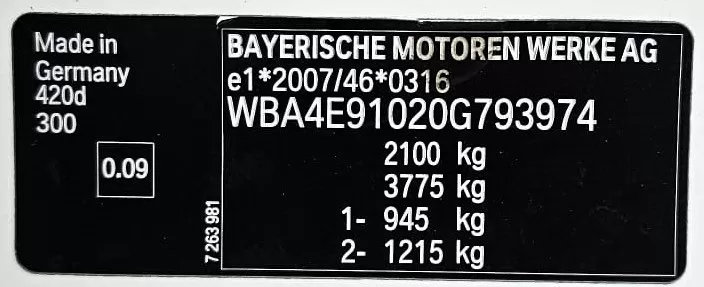 Made in
Germany
420d
300
0.09
7 263 981
BAYERISCHE MOTOREN WERKE AG
e1*2007/46*0316
WBA4E91020G793974
2100 kg
3775 kg
1- 945 kg
2- 1215 kg